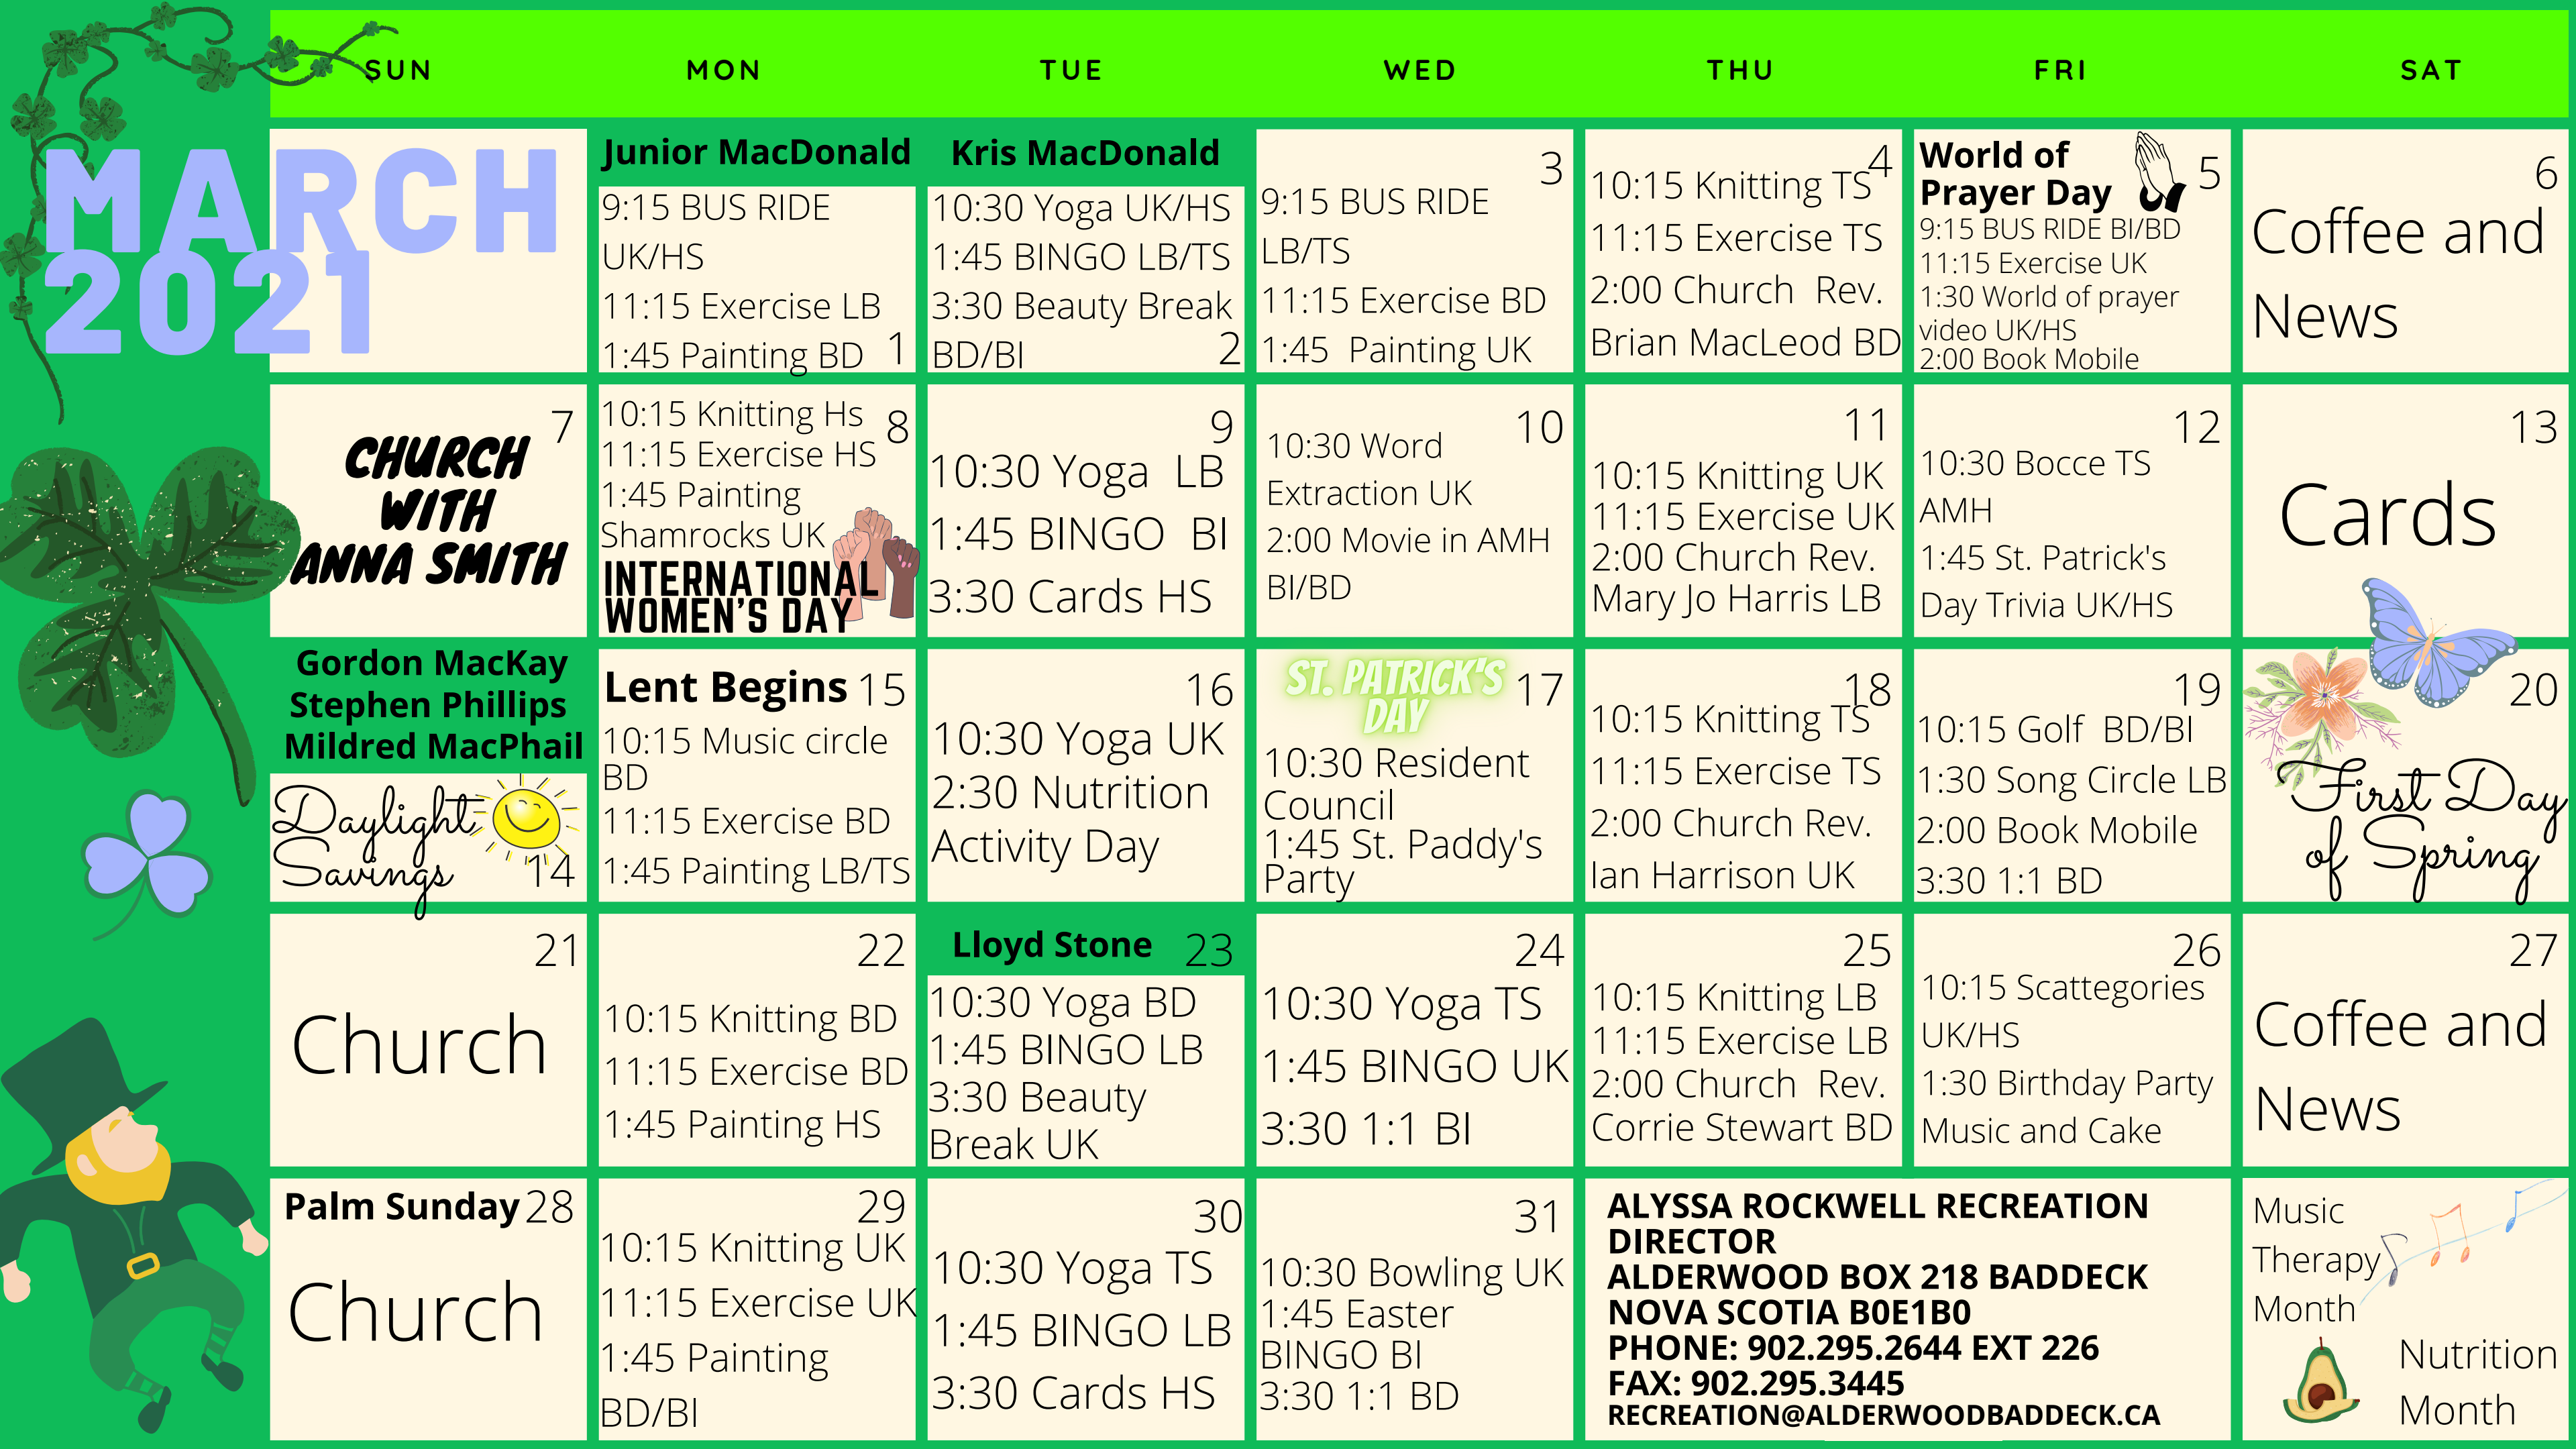 SUN MON TUE WED THU FRI SAT
MARCH
2021
Junior MacDonald
9:15 BUS RIDE
UK/HS
11:15 Exercise LB
1:45 Painting BD 1
Kris MacDonald
10:30 Yoga UK/HS
1:45 BINGO LB/TS
3:30 Beauty Break
BD/BI 2
3
9:15 BUS RIDE
LB/TS
11:15 Exercise BD
1:45 Painting UK
4
10:15 Knitting TS
11:15 Exercise TS
2:00 Church Rev.
Brian MacLeod BD
World of
Prayer Day 5
9:15 BUS RIDE BI/BD
11:15 Exercise UK
1:30 World of prayer
video UK/HS
2:00 Book Mobile
6
Coffee and
News
7
CHURCH
WITH
ANNA SMITH
10:15 Knitting Hs 8
11:15 Exercise HS
1:45 Painting
Shamrocks UK
INTERNATIONAL
WOMEN'S DAY
9
10:30 Yoga LB
1:45 BINGO BI
3:30 Cards HS
10
10:30 Word
Extraction UK
2:00 Movie in AMH
BI/BD
11
10:15 Knitting UK
11:15 Exercise UK
2:00 Church Rev.
Mary Jo Harris LB
12
10:30 Bocce TS
AMH
1:45 St. Patrick's
Day Trivia UK/HS
13
Cards
Gordon MacKay
Stephen Phillips
Mildred MacPhail
Daylight
Savings 14
Lent Begins 15
10:15 Music circle
BD
11:15 Exercise BD
1:45 Painting LB/TS
16
10:30 Yoga UK
2:30 Nutrition
Activity Day
ST. PATRICK'S
DAY 17
10:30 Resident
Council
1:45 St. Paddy's
Party
18
10:15 Knitting TS
11:15 Exercise TS
2:00 Church Rev.
Ian Harrison UK
19
10:15 Golf BD/BI
1:30 Song Circle LB
2:00 Book Mobile
3:30 1:1 BD
20
First Day
of Spring
21
Church
22
10:15 Knitting BD
11:15 Exercise BD
1:45 Painting HS
Lloyd Stone 23
10:30 Yoga BD
1:45 BINGO LB
3:30 Beauty
Break UK
24
10:30 Yoga TS
1:45 BINGO UK
3:30 1:1 BI
25
10:15 Knitting LB
11:15 Exercise LB
2:00 Church Rev.
Corrie Stewart BD
26
10:15 Scattegories
UK/HS
1:30 Birthday Party
Music and Cake
27
Coffee and
News
Palm Sunday 28
Church
29
10:15 Knitting UK
11:15 Exercise UK
1:45 Painting
BD/BI
30
10:30 Yoga TS
1:45 BINGO LB
3:30 Cards HS
31
10:30 Bowling UK
1:45 Easter
BINGO BI
3:30 1:1 BD
ALYSSA ROCKWELL RECREATION
DIRECTOR
ALDERWOOD BOX 218 BADDECK
NOVA SCOTIA B0E1B0
PHONE: 902.295.2644 EXT 226
FAX: 902.295.3445
RECREATION@ALDERWOODBADDECK.CA
Music
Therapy
Month
Nutrition
Month